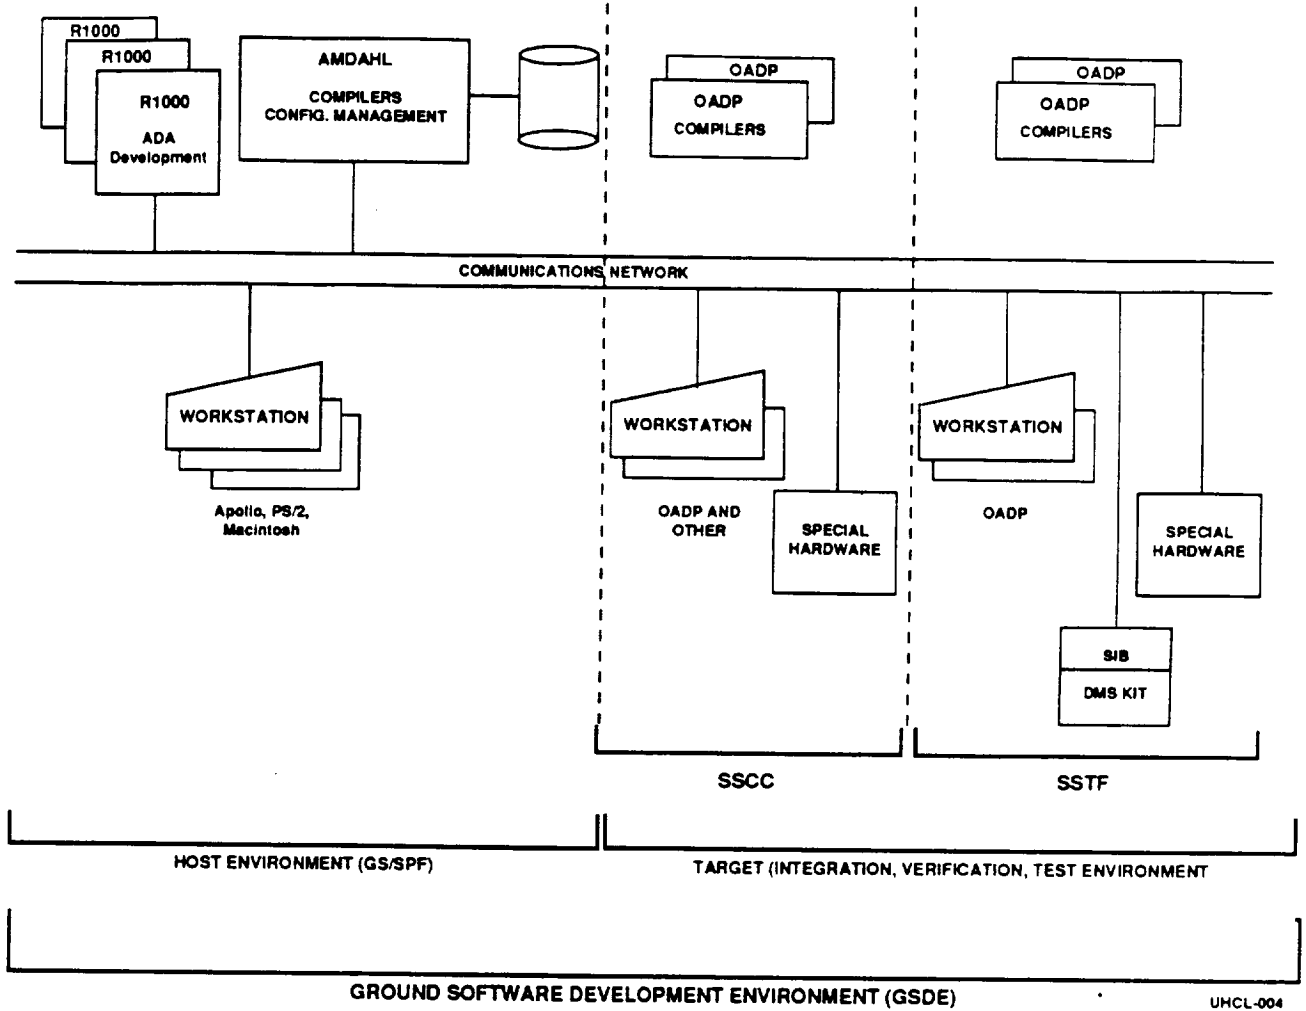 R1000
R1000
R1000
ADA
Development
AMDAHL
COMPILERS
CONFIG. MANAGEMENT
OADP
OADP
COMPILERS
OADP
OADP
COMPILERS
COMMUNICATIONS NETWORK
WORKSTATION
Apollo, PS/2,
Macintosh
WORKSTATION
OADP AND
OTHER
SPECIAL
HARDWARE
WORKSTATION
OADP
SPECIAL
HARDWARE
SIB
DMS KIT
SSCC
SSTF
HOST ENVIRONMENT (GS/SPF)
TARGET (INTEGRATION, VERIFICATION, TEST ENVIRONMENT
GROUND SOFTWARE DEVELOPMENT ENVIRONMENT (GSDE)
UHCL-004